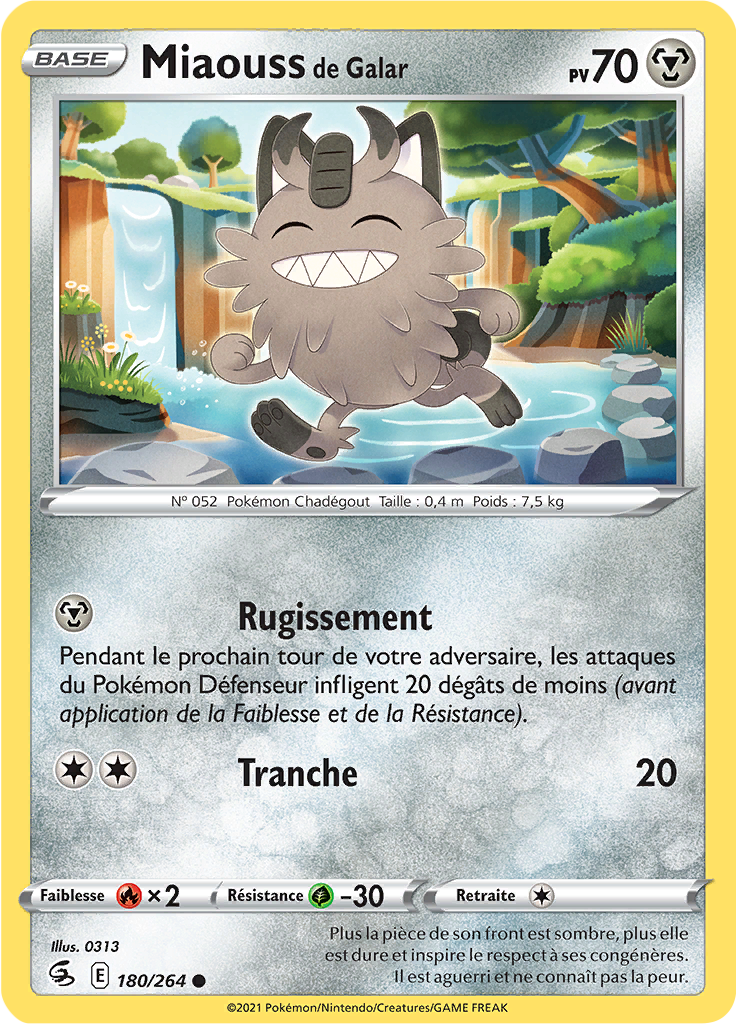 BASE Miaouss de Galar PV 70
Nº 052 Pokémon Chadégout Taille : 0,4 m Poids : 7,5 kg
Rugissement
Pendant le prochain tour de votre adversaire, les attaques
du Pokémon Défenseur infligent 20 dégâts de moins (avant
application de la Faiblesse et de la Résistance).
Tranche 20
Faiblesse ×2 Résistance -30 Retraite
Plus la pièce de son front est sombre, plus elle
est dure et inspire le respect à ses congénères.
Il est aguerri et ne connaît pas la peur.
Illus. 0313
E 180/264
©2021 Pokémon/Nintendo/Creatures/GAME FREAK